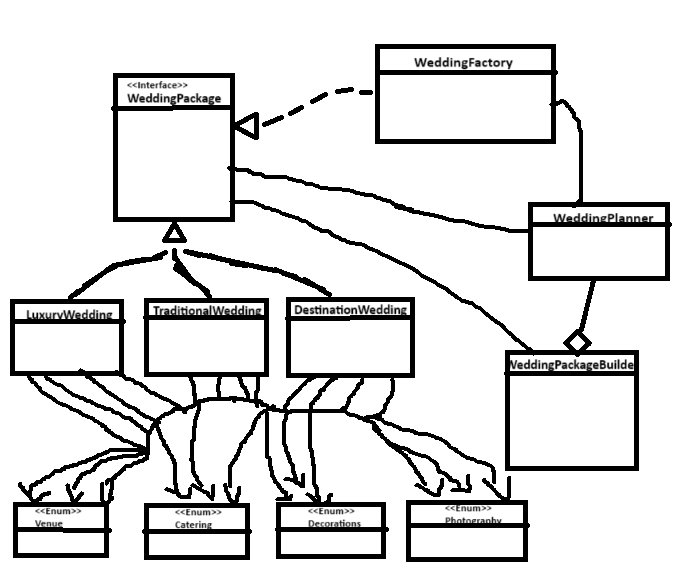 WeddingFactory
<<Interface>>
WeddingPackage
WeddingPlanner
LuxuryWedding
TraditionalWedding
DestinationWedding
WeddingPackageBuilde
<<Enum>>
Venue
<<Enum>>
Catering
<<Enum>>
Decorations
<<Enum>>
Photography